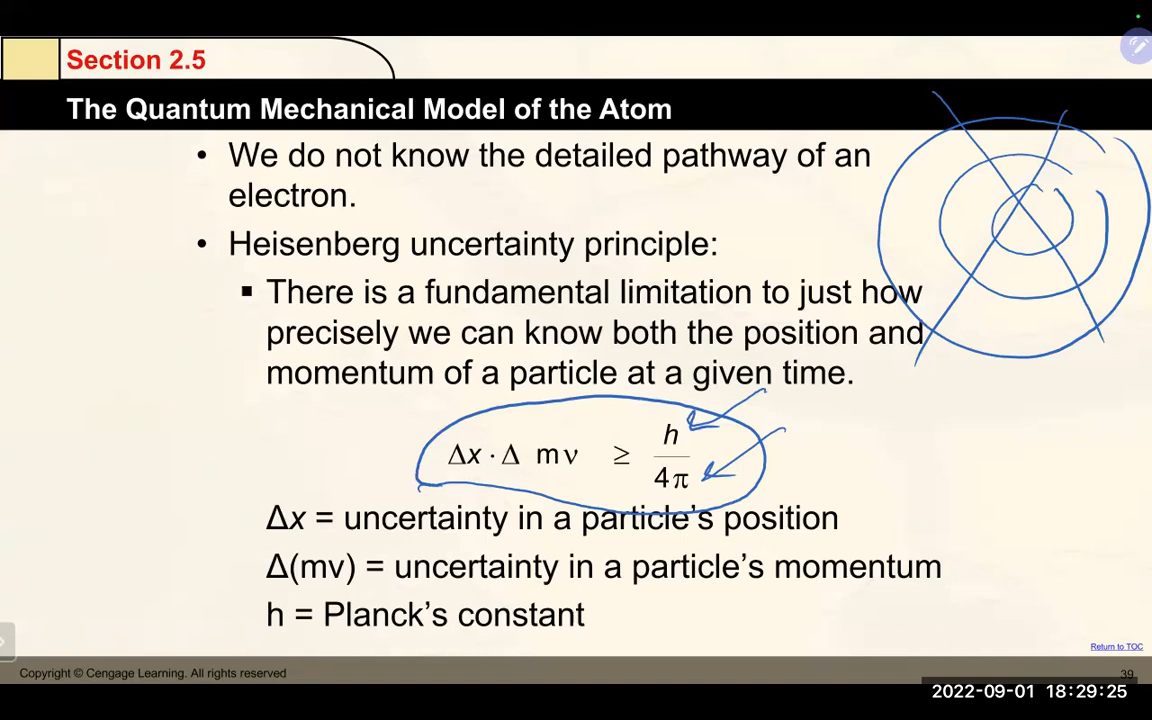 Section 2.5
The Quantum Mechanical Model of the Atom
• We do not know the detailed pathway of an
electron.
• Heisenberg uncertainty principle:
▪ There is a fundamental limitation to just how
precisely we can know both the position and
momentum of a particle at a given time.
Δx · Δ mν ≥ h / 4π
Δx = uncertainty in a particle’s position
Δ(mv) = uncertainty in a particle’s momentum
h = Planck’s constant
Return to TOC
Copyright © Cengage Learning. All rights reserved
39
2022-09-01 18:29:25